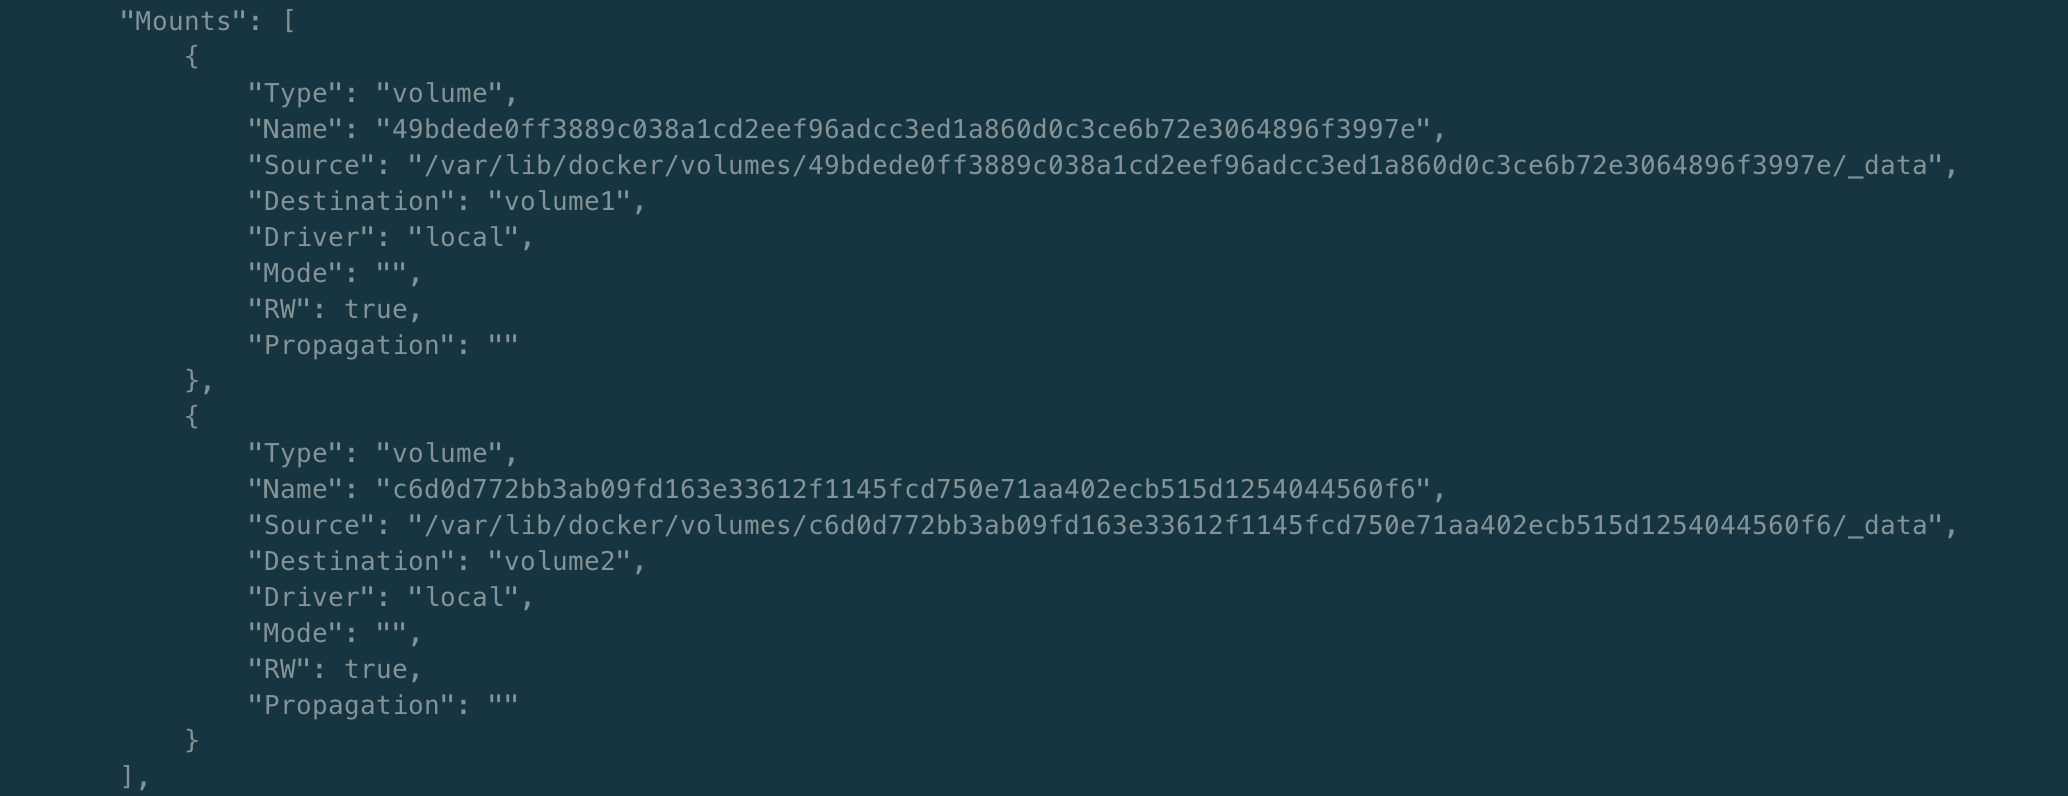 "Mounts": [
{
"Type": "volume",
"Name": "49bdede0ff3889c038a1cd2eef96adcc3ed1a860d0c3ce6b72e3064896f3997e",
"Source": "/var/lib/docker/volumes/49bdede0ff3889c038a1cd2eef96adcc3ed1a860d0c3ce6b72e3064896f3997e/_data",
"Destination": "volume1",
"Driver": "local",
"Mode": "",
"RW": true,
"Propagation": ""
},
{
"Type": "volume",
"Name": "c6d0d772bb3ab09fd163e33612f1145fcd750e71aa402ecb515d1254044560f6",
"Source": "/var/lib/docker/volumes/c6d0d772bb3ab09fd163e33612f1145fcd750e71aa402ecb515d1254044560f6/_data",
"Destination": "volume2",
"Driver": "local",
"Mode": "",
"RW": true,
"Propagation": ""
}
],